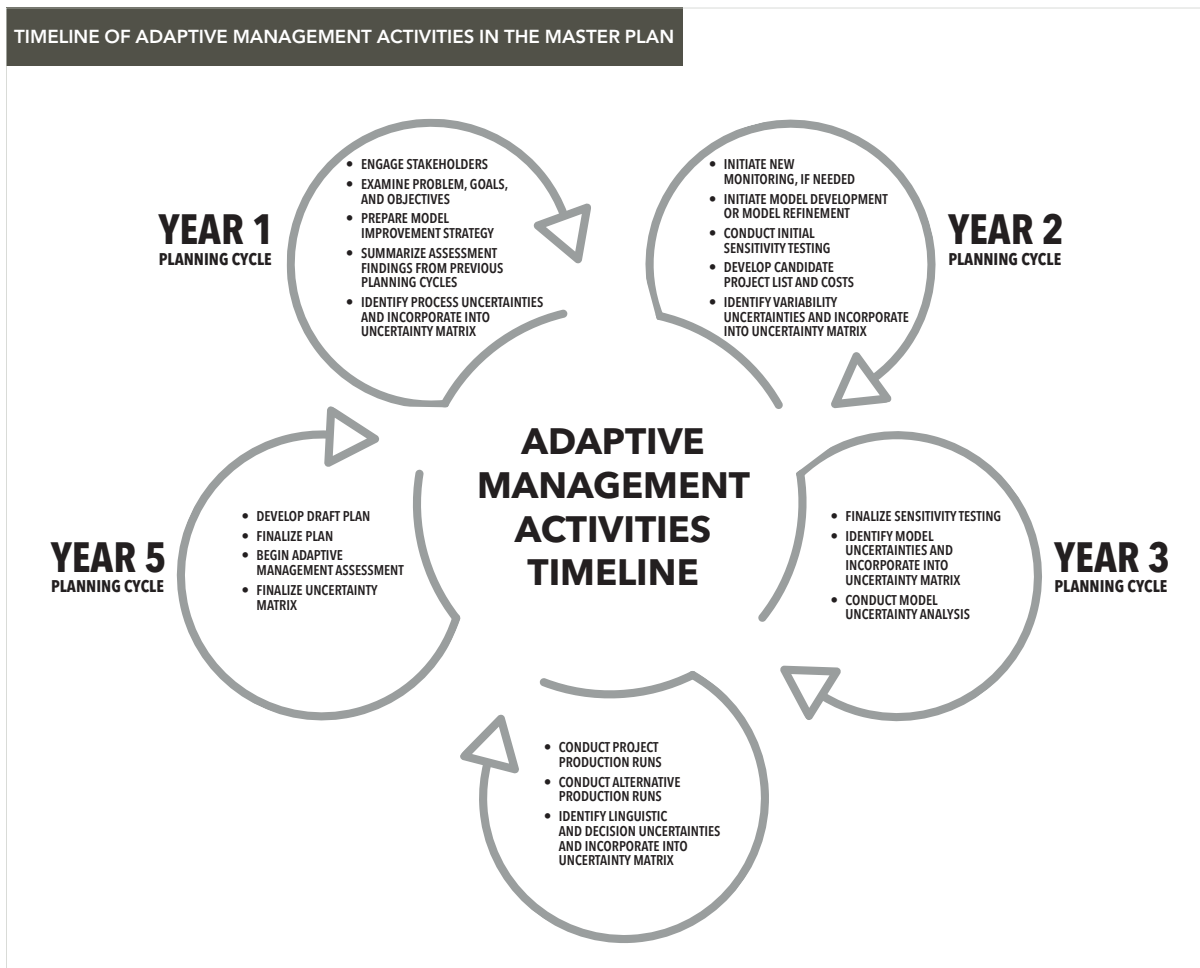 TIMELINE OF ADAPTIVE MANAGEMENT ACTIVITIES IN THE MASTER PLAN
YEAR 1
PLANNING CYCLE
• ENGAGE STAKEHOLDERS
• EXAMINE PROBLEM, GOALS,
AND OBJECTIVES
• PREPARE MODEL
IMPROVEMENT STRATEGY
• SUMMARIZE ASSESSMENT
FINDINGS FROM PREVIOUS
PLANNING CYCLES
• IDENTIFY PROCESS UNCERTAINTIES
AND INCORPORATE INTO
UNCERTAINTY MATRIX
• INITIATE NEW
MONITORING, IF NEEDED
• INITIATE MODEL DEVELOPMENT
OR MODEL REFINEMENT
• CONDUCT INITIAL
SENSITIVITY TESTING
• DEVELOP CANDIDATE
PROJECT LIST AND COSTS
• IDENTIFY VARIABILITY
UNCERTAINTIES AND INCORPORATE
INTO UNCERTAINTY MATRIX
YEAR 2
PLANNING CYCLE
ADAPTIVE
MANAGEMENT
ACTIVITIES
TIMELINE
• FINALIZE SENSITIVITY TESTING
• IDENTIFY MODEL
UNCERTAINTIES AND
INCORPORATE INTO
UNCERTAINTY MATRIX
• CONDUCT MODEL
UNCERTAINTY ANALYSIS
YEAR 3
PLANNING CYCLE
• CONDUCT PROJECT
PRODUCTION RUNS
• CONDUCT ALTERNATIVE
PRODUCTION RUNS
• IDENTIFY LINGUISTIC
AND DECISION UNCERTAINTIES
AND INCORPORATE INTO
UNCERTAINTY MATRIX
YEAR 5
PLANNING CYCLE
• DEVELOP DRAFT PLAN
• FINALIZE PLAN
• BEGIN ADAPTIVE
MANAGEMENT ASSESSMENT
• FINALIZE UNCERTAINTY
MATRIX